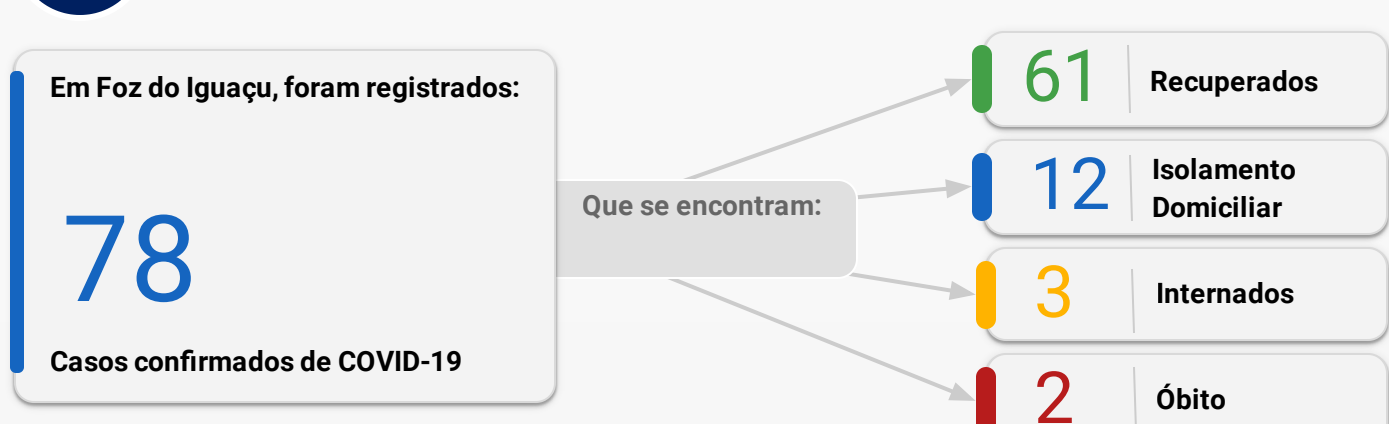 Em Foz do Iguaçu, foram registrados:
78
Casos confirmados de COVID-19
Que se encontram:
61
Recuperados
12
Isolamento
Domiciliar
3
Internados
2
Óbito